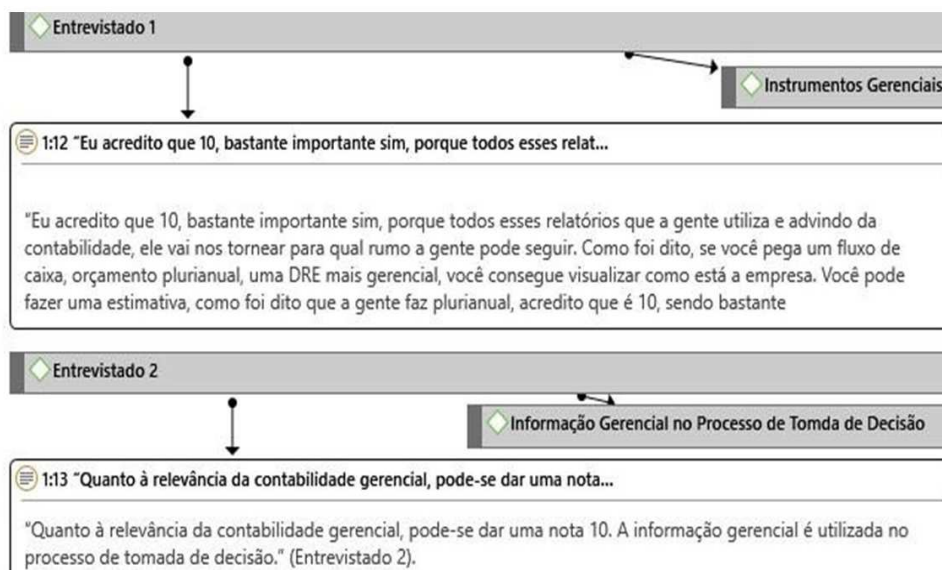 Entrevistado 1
Instrumentos Gerenciais
1:12 "Eu acredito que 10, bastante importante sim, porque todos esses relat...
"Eu acredito que 10, bastante importante sim, porque todos esses relatórios que a gente utiliza e advindo da
contabilidade, ele vai nos tornear para qual rumo a gente pode seguir. Como foi dito, se você pega um fluxo de
caixa, orçamento plurianual, uma DRE mais gerencial, você consegue visualizar como está a empresa. Você pode
fazer uma estimativa, como foi dito que a gente faz plurianual, acredito que é 10, sendo bastante
Entrevistado 2
Informação Gerencial no Processo de Tomda de Decisão
1:13 "Quanto à relevância da contabilidade gerencial, pode-se dar uma nota...
"Quanto à relevância da contabilidade gerencial, pode-se dar uma nota 10. A informação gerencial é utilizada no
processo de tomada de decisão." (Entrevistado 2).